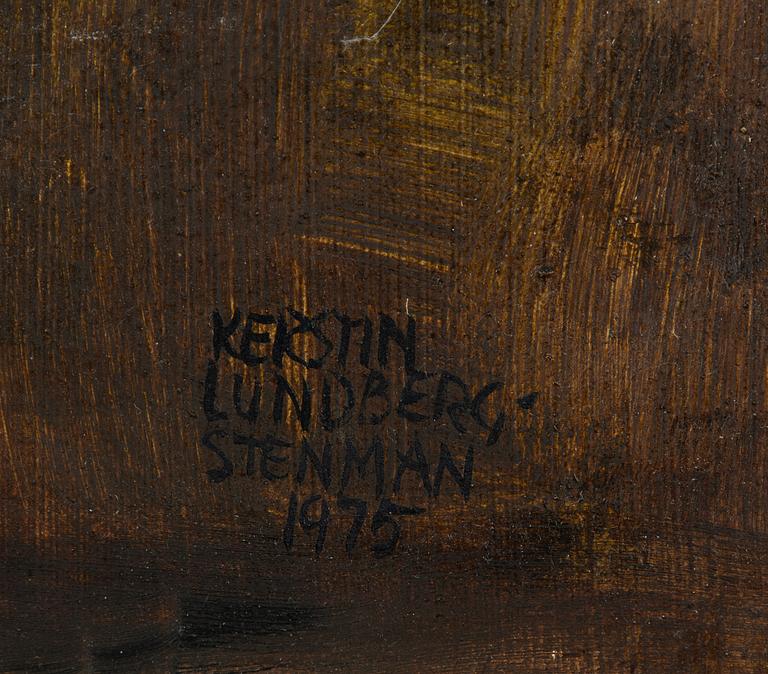 KERSTIN
LUNDBERG-
STENMAN
1975